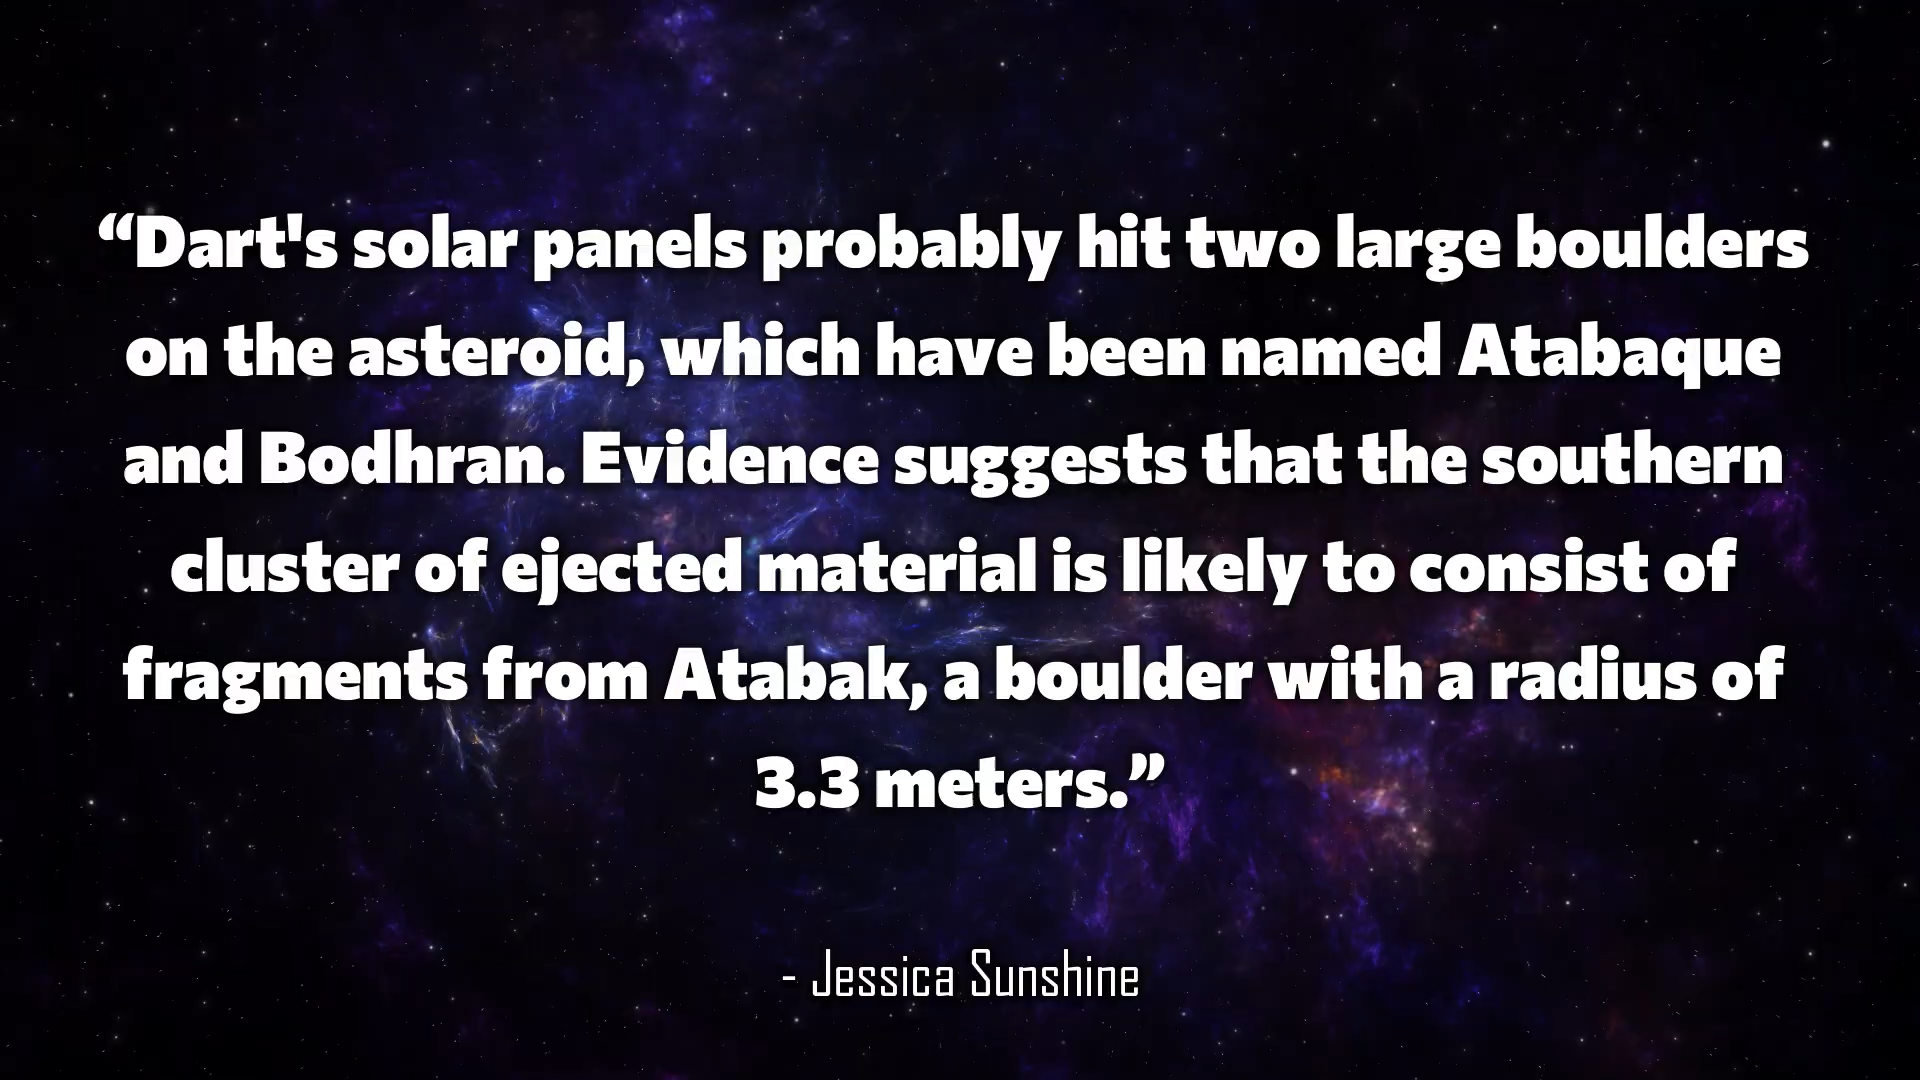 “Dart's solar panels probably hit two large boulders
on the asteroid, which have been named Atabaque
and Bodhran. Evidence suggests that the southern
cluster of ejected material is likely to consist of
fragments from Atabak, a boulder with a radius of
3.3 meters.”
- Jessica Sunshine